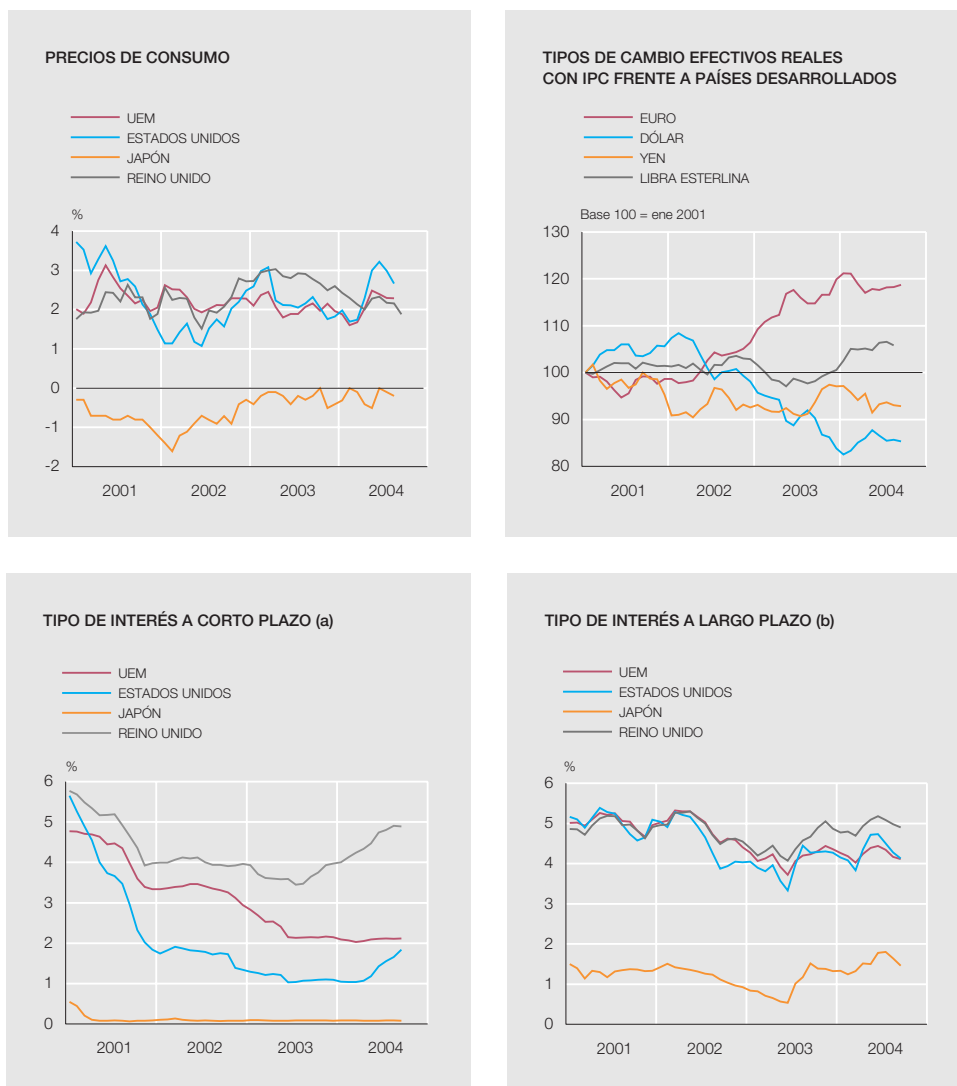 PRECIOS DE CONSUMO
UEM
ESTADOS UNIDOS
JAPÓN
REINO UNIDO
%
4
3
2
1
0
-1
-2
2001 2002 2003 2004
TIPOS DE CAMBIO EFECTIVOS REALES
CON IPC FRENTE A PAÍSES DESARROLLADOS
EURO
DÓLAR
YEN
LIBRA ESTERLINA
Base 100 = ene 2001
130
120
110
100
90
80
2001 2002 2003 2004
TIPO DE INTERÉS A CORTO PLAZO (a)
UEM
ESTADOS UNIDOS
JAPÓN
REINO UNIDO
%
6
5
4
3
2
1
0
2001 2002 2003 2004
TIPO DE INTERÉS A LARGO PLAZO (b)
UEM
ESTADOS UNIDOS
JAPÓN
REINO UNIDO
%
6
5
4
3
2
1
0
2001 2002 2003 2004